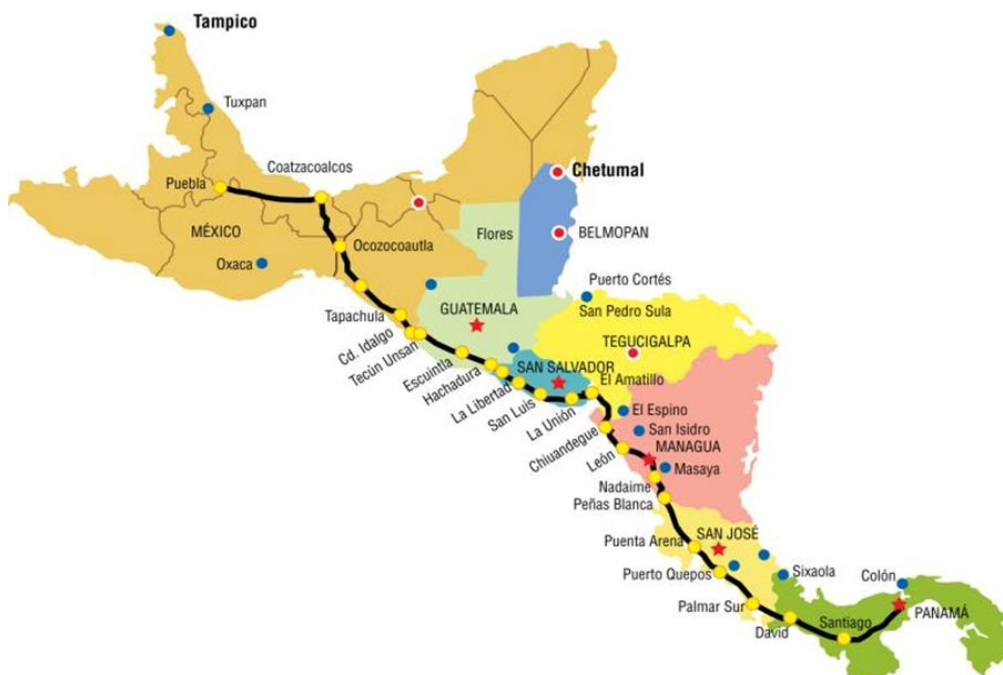 Tampico
Tuxpan
Coatzacoalcos
Puebla
Chetumal
MÉXICO
Flores
BELMOPAN
Ocozocoautla
Oxaca
Puerto Cortés
GUATEMALA
San Pedro Sula
Tapachula
Cd. Idalgo
TEGUCIGALPA
Tecún Unsan
Escuintla
SAN SALVADOR
Hachadura
El Amatillo
La Libertad
San Luis
El Espino
La Unión
San Isidro
Chiuandegue
MANAGUA
León
Masaya
Nadaime
Peñas Blanca
SAN JOSÉ
Puenta Arena
Puerto Quepos
Sixaola
Colón
Palmar Sur
PANAMÁ
Santiago
David